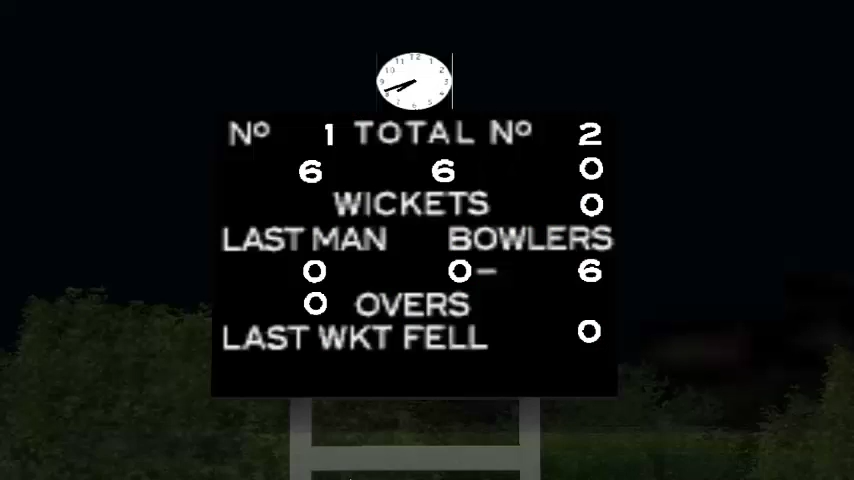 Nº 1 TOTAL Nº 2
6 6 0
WICKETS 0
LAST MAN BOWLERS
0 0- 6
0 OVERS
LAST WKT FELL 0